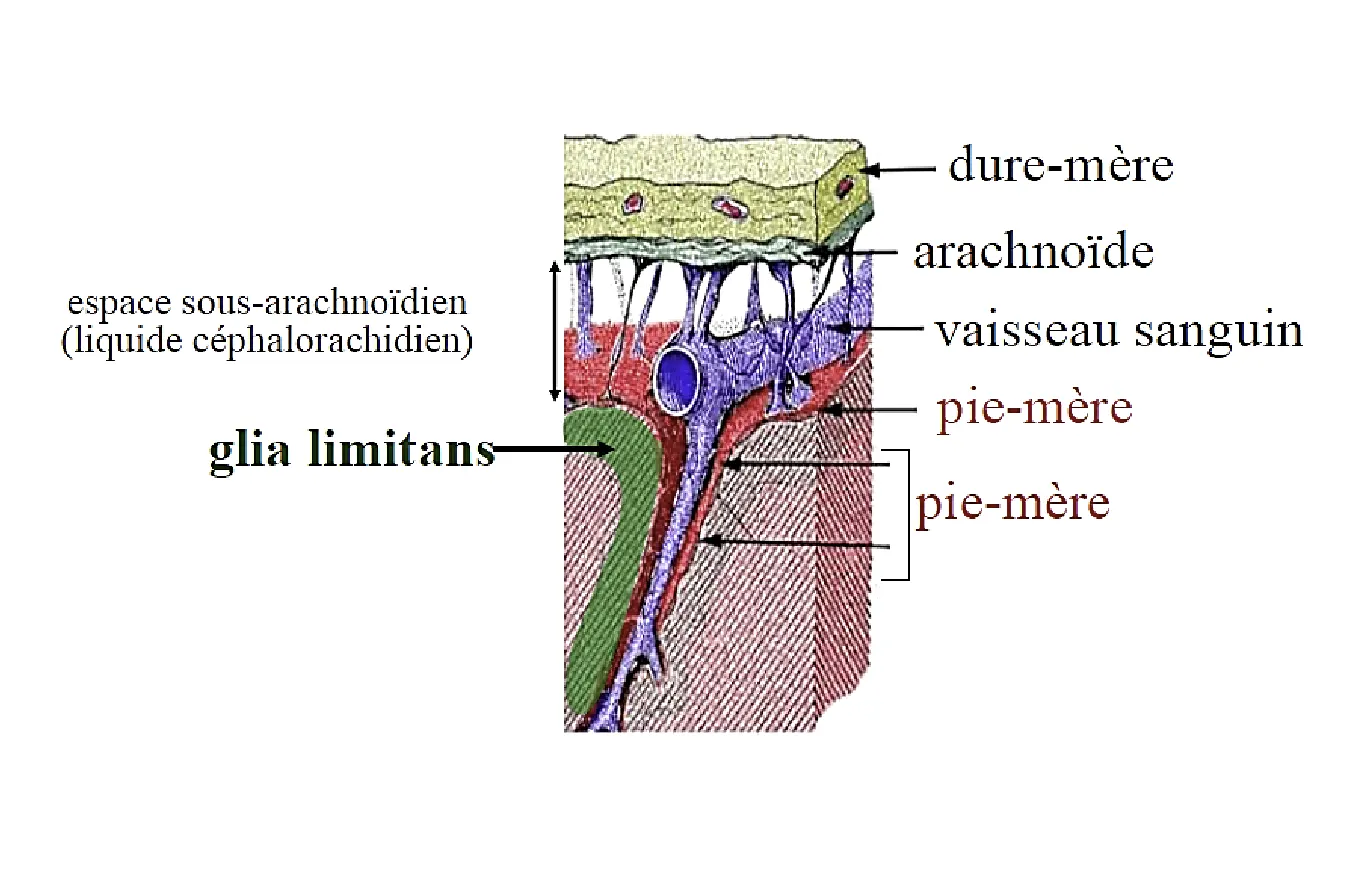 dure-mère
arachnoïde
espace sous-arachnoïdien
(liquide céphalorachidien)
vaisseau sanguin
pie-mère
glia limitans
pie-mère